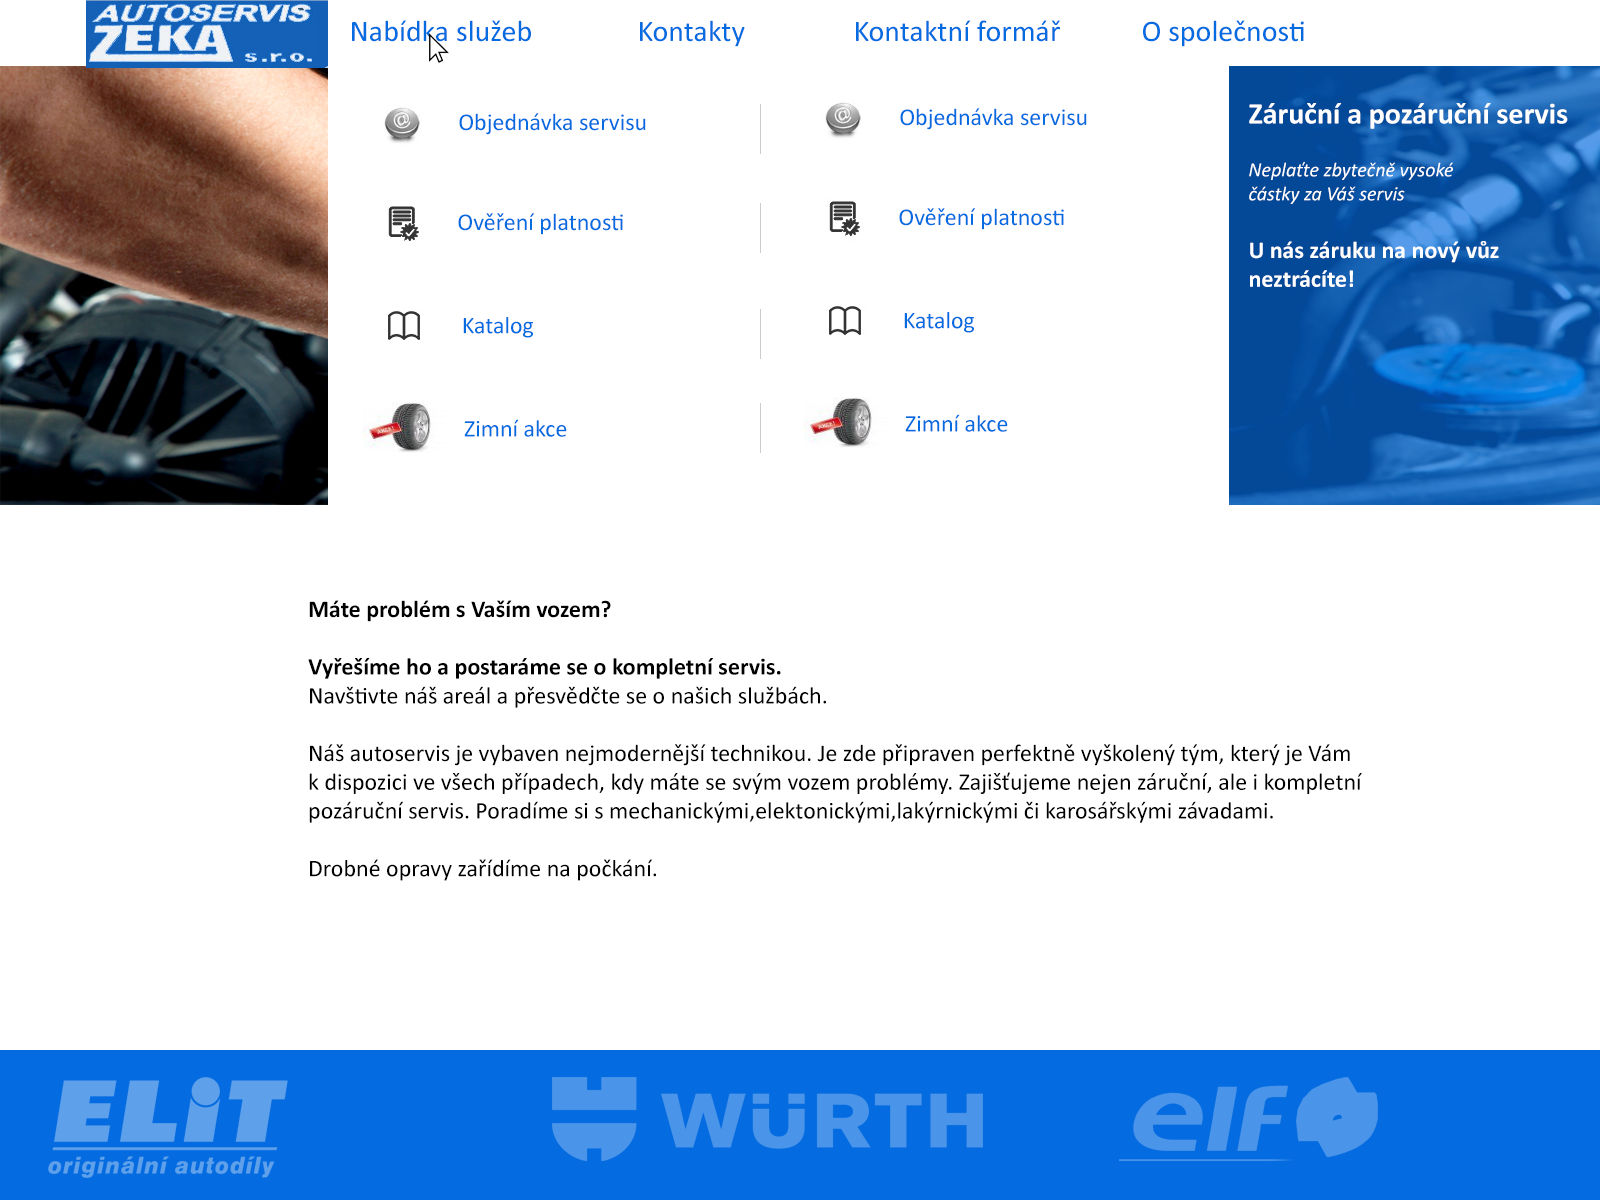 AUTOSERVIS
ZEKA
s.r.o.
Nabídka služeb
Kontakty
Kontaktní formář
O společnosti
Objednávka servisu
Ověření platnosti
Katalog
Zimní akce
Objednávka servisu
Ověření platnosti
Katalog
Zimní akce
Záruční a pozáruční servis
Neplaťte zbytečně vysoké
částky za Váš servis
U nás záruku na nový vůz
neztrácíte!
Máte problém s Vaším vozem?
Vyřešíme ho a postaráme se o kompletní servis.
Navštivte náš areál a přesvědčte se o našich službách.
Náš autoservis je vybaven nejmodernější technikou. Je zde připraven perfektně vyškolený tým, který je Vám
k dispozici ve všech případech, kdy máte se svým vozem problémy. Zajišťujeme nejen záruční, ale i kompletní
pozáruční servis. Poradíme si s mechanickými,elektonickými,lakýrnickými či karosářskými závadami.
Drobné opravy zařídíme na počkání.
ELiT
originální autodíly
WÜRTH
elf